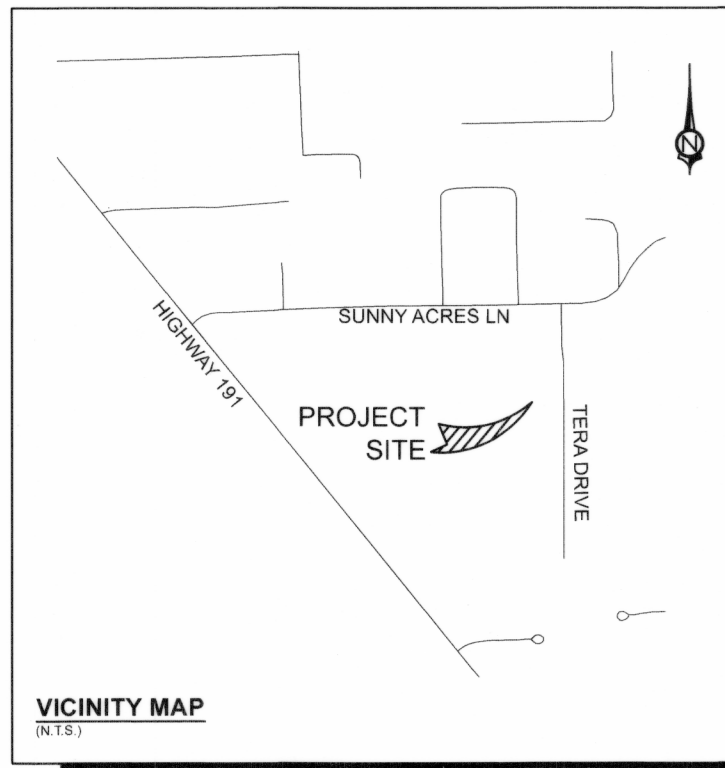 N
SUNNY ACRES LN
HIGHWAY 191
PROJECT
SITE
TERA DRIVE
VICINITY MAP
(N.T.S.)